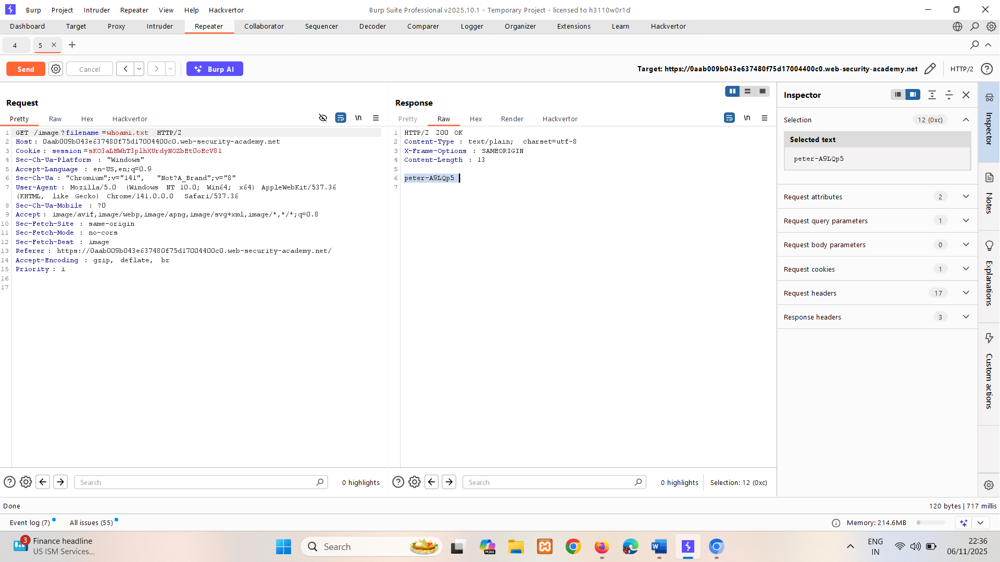 Burp Project Intruder Repeater View Help Hackvertor
Burp Suite Professional v2025.10.1 - Temporary Project - licensed to h3110w0r1d
Dashboard Target Proxy Intruder Repeater Collaborator Sequencer Decoder Comparer Logger Organizer Extensions Learn Hackvertor
4 5
Send Cancel Burp AI
Target: https://0aab009b043e637480f75d17004400c0.web-security-academy.net HTTP/2
Request
Pretty Raw Hex Hackvertor \n
1 GET /image?filename=whoami.txt HTTP/2
2 Host: 0aab009b043e637480f75d17004400c0.web-security-academy.net
3 Cookie: session=sKO3aLHWhT3plhXUrdyNOZbEtOoEcV81
4 Sec-Ch-Ua-Platform : "Windows"
5 Accept-Language : en-US,en;q=0.9
6 Sec-Ch-Ua: "Chromium";v="141", "Not?A_Brand";v="8"
7 User-Agent: Mozilla/5.0 (Windows NT 10.0; Win64; x64) AppleWebKit/537.36
(KHTML, like Gecko) Chrome/141.0.0.0 Safari/537.36
8 Sec-Ch-Ua-Mobile : ?0
9 Accept: image/avif,image/webp,image/apng,image/svg+xml,image/*,*/*;q=0.8
10 Sec-Fetch-Site : same-origin
11 Sec-Fetch-Mode : no-cors
12 Sec-Fetch-Dest : image
13 Referer: https://0aab009b043e637480f75d17004400c0.web-security-academy.net/
14 Accept-Encoding : gzip, deflate, br
15 Priority: i
16
17
Search
0 highlights
Response
Pretty Raw Hex Render Hackvertor \n
1 HTTP/2 200 OK
2 Content-Type : text/plain; charset=utf-8
3 X-Frame-Options : SAMEORIGIN
4 Content-Length : 13
5
6 peter-A9LQp5
7
Search
0 highlights
Selection: 12 (0xc)
Inspector
Selection 12 (0xc)
Selected text
peter-A9LQp5
Request attributes 2
Request query parameters 1
Request body parameters 0
Request cookies 1
Request headers 17
Response headers 3
Inspector
Notes
Explanations
Custom actions
Done
120 bytes | 717 millis
Event log (7) All issues (55)
Memory: 214.6MB
3
Finance headline
US ISM Services...
Search
M365
ENG
IN
22:36
06/11/2025